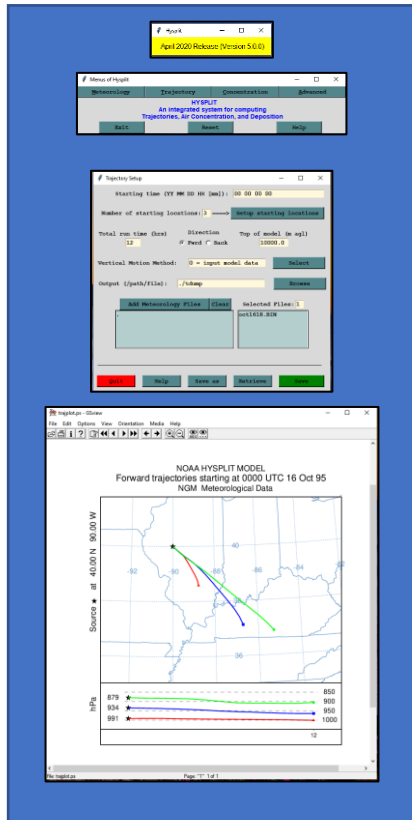 Hysplit
April 2020 Release (Version 5.0.0)
Menus of Hysplit
Meteorology Trajectory Concentration Advanced
HYSPLIT
An integrated system for computing
Trajectories, Air Concentration, and Deposition
Exit Reset Help
Trajectory Setup
Starting time (YY MM DD HH {mm}): 00 00 00 00
Number of starting locations: 3 ===> Setup starting locations
Total run time (hrs) Direction Top of model (m agl)
12 Fwrd Back 10000.0
Vertical Motion Method: 0 = input model data Select
Output (/path/file): ./tdump Browse
Add Meteorology Files Clear Selected Files: 1
oct1618.BIN
Quit Help Save as Retrieve Save
trajplot.ps - GSview
File Edit Options View Orientation Media Help
NOAA HYSPLIT MODEL
Forward trajectories starting at 0000 UTC 16 Oct 95
NGM Meteorological Data
Source ★ at 40.00 N 90.00 W
40
-92 -90 -88 -86 -84 -82
38
36
hPa
850
879 900
934 950
991 1000
12
File: trajplot.ps Page: "1" 1 of 1